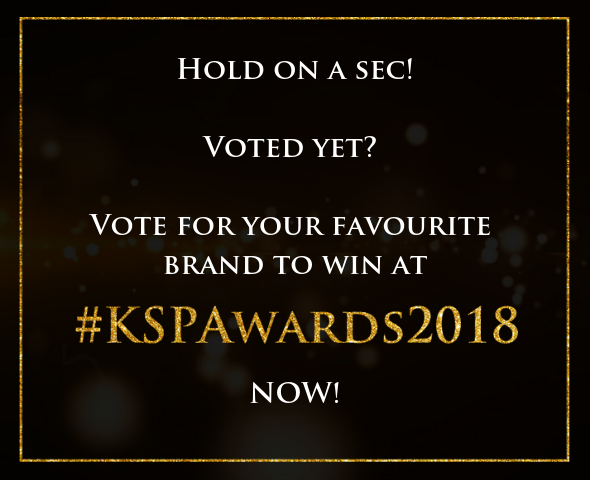 Hold on a sec!
Voted yet?
Vote for your favourite
brand to win at
#KSPAwards2018
NOW!